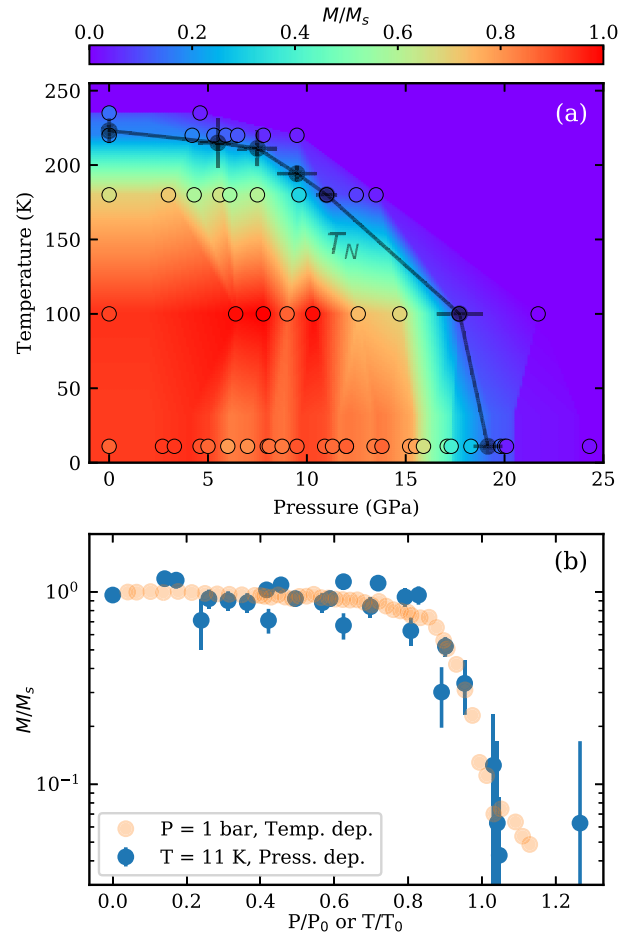 M/M_s
0.0 0.2 0.4 0.6 0.8 1.0
(a)
250
200
150
100
50
0
Temperature (K)
T_N
0 5 10 15 20 25
Pressure (GPa)
(b)
10^0
10^{-1}
M/M_s
P = 1 bar, Temp. dep.
T = 11 K, Press. dep.
0.0 0.2 0.4 0.6 0.8 1.0 1.2
P/P_0 or T/T_0